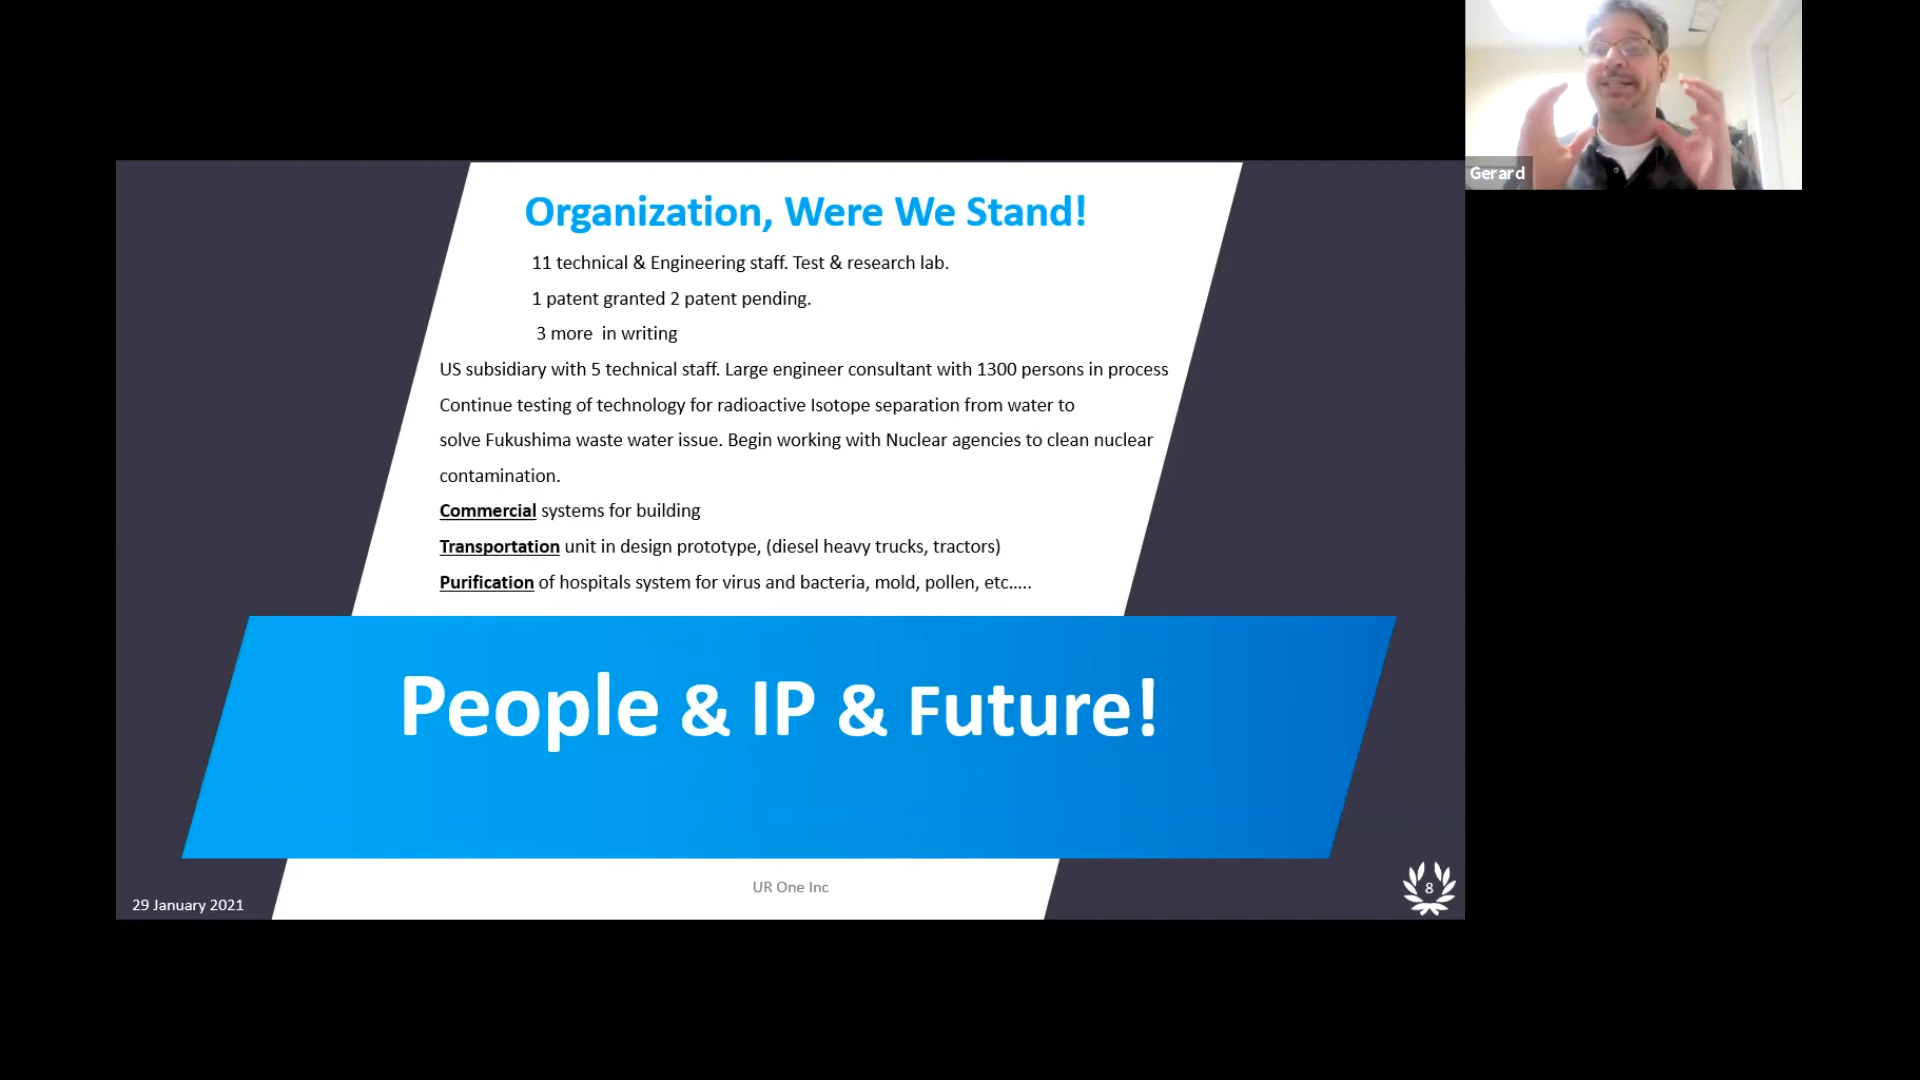 Gerard
Organization, Were We Stand!
11 technical & Engineering staff. Test & research lab.
1 patent granted 2 patent pending.
3 more in writing
US subsidiary with 5 technical staff. Large engineer consultant with 1300 persons in process
Continue testing of technology for radioactive Isotope separation from water to
solve Fukushima waste water issue. Begin working with Nuclear agencies to clean nuclear
contamination.
Commercial systems for building
Transportation unit in design prototype, (diesel heavy trucks, tractors)
Purification of hospitals system for virus and bacteria, mold, pollen, etc.....
People & IP & Future!
UR One Inc
29 January 2021
8